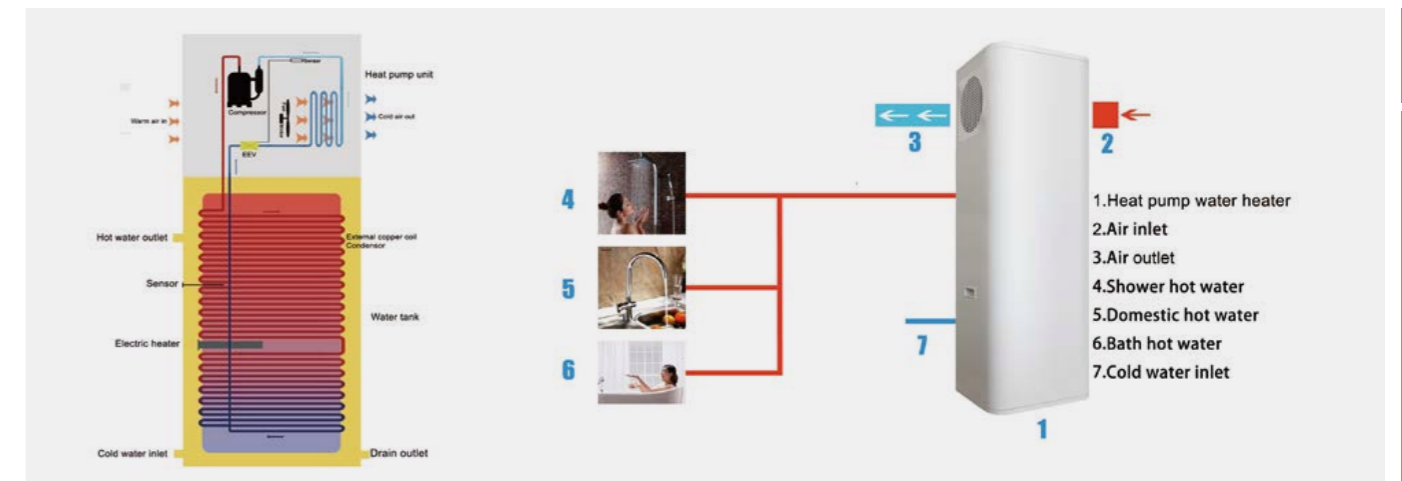 Heat pump unit
Compressor
Warm air in
Cold air out
EEV
Hot water outlet
External copper coil
Condensor
Sensor
Water tank
Electric heater
Cold water inlet
Drain outlet
3
2
4
5
6
7
1
1.Heat pump water heater
2.Air inlet
3.Air outlet
4.Shower hot water
5.Domestic hot water
6.Bath hot water
7.Cold water inlet